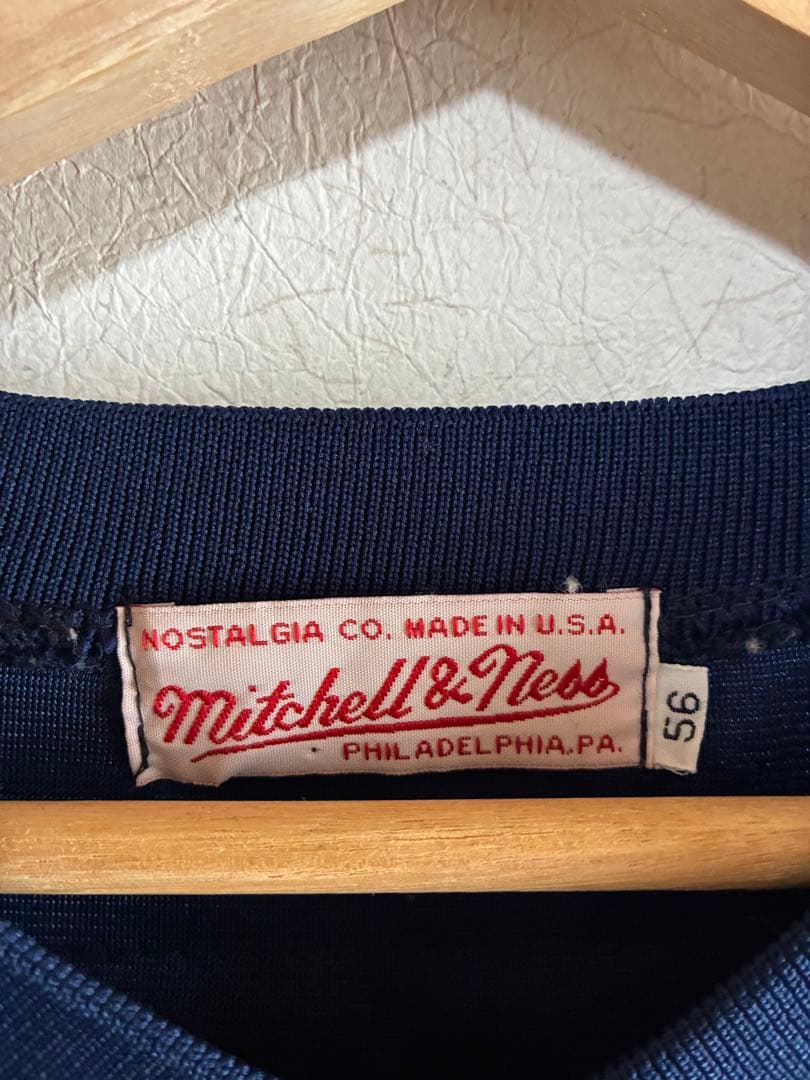 NOSTALGIA CO. MADE IN U.S.A.
Mitchell & Ness
PHILADELPHIA, PA.
56